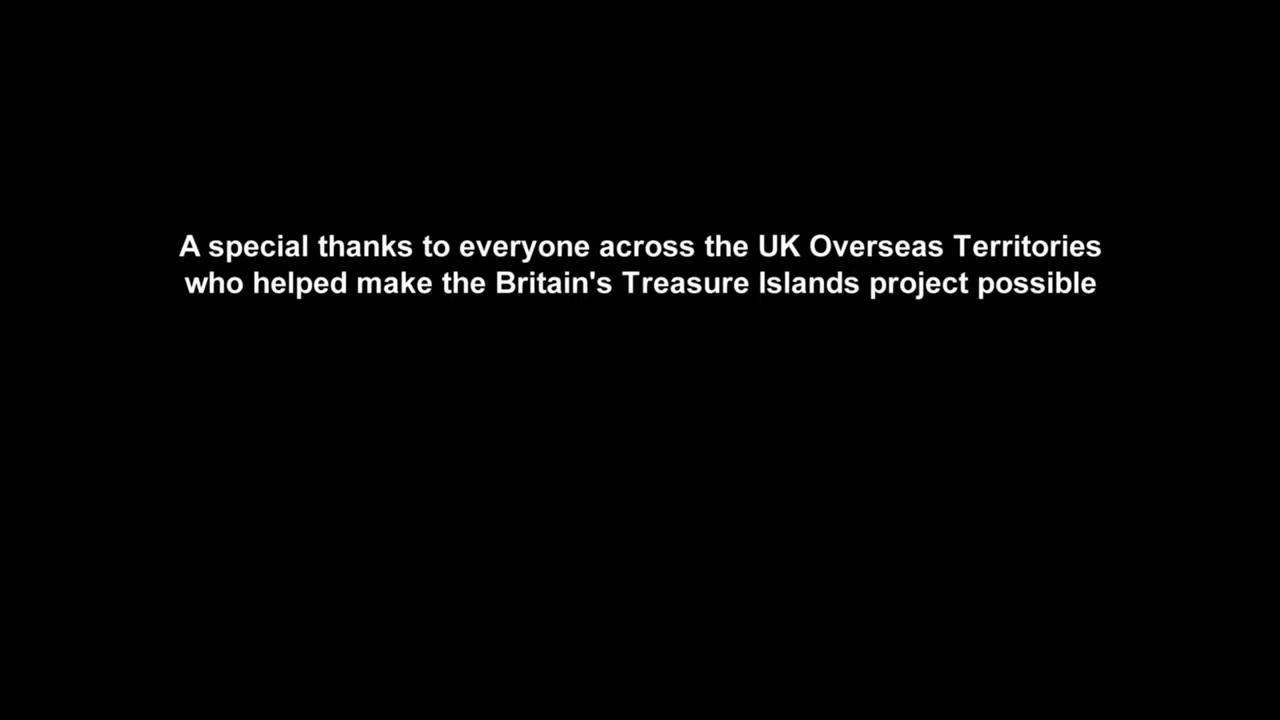 A special thanks to everyone across the UK Overseas Territories
who helped make the Britain's Treasure Islands project possible